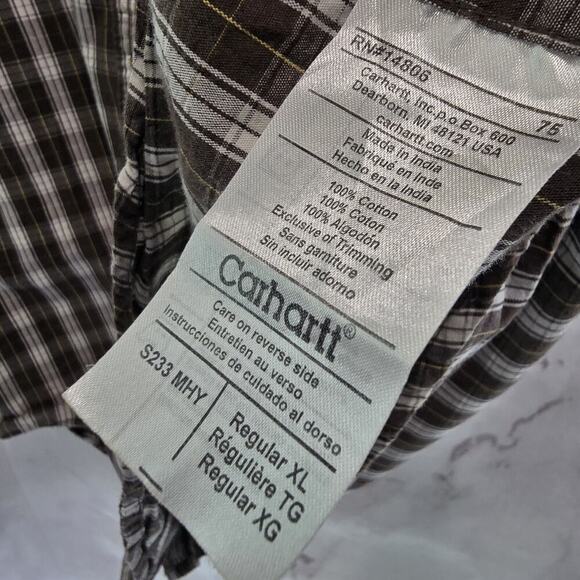 RN#14806
75
Carhartt, Inc.p.o Box 600
Dearborn, MI 48121 USA
carhartt.com
Made in India
Fabriqué en Inde
Hecho en la India
100% Cotton
100% Coton
100% Algodón
Exclusive of Trimming
Sans garniture
Sin incluir adorno
Carhartt®
Care on reverse side
Entretien au verso
Instrucciones de cuidado al dorso
S233 MHY
Regular XL
Régulière TG
Regular XG